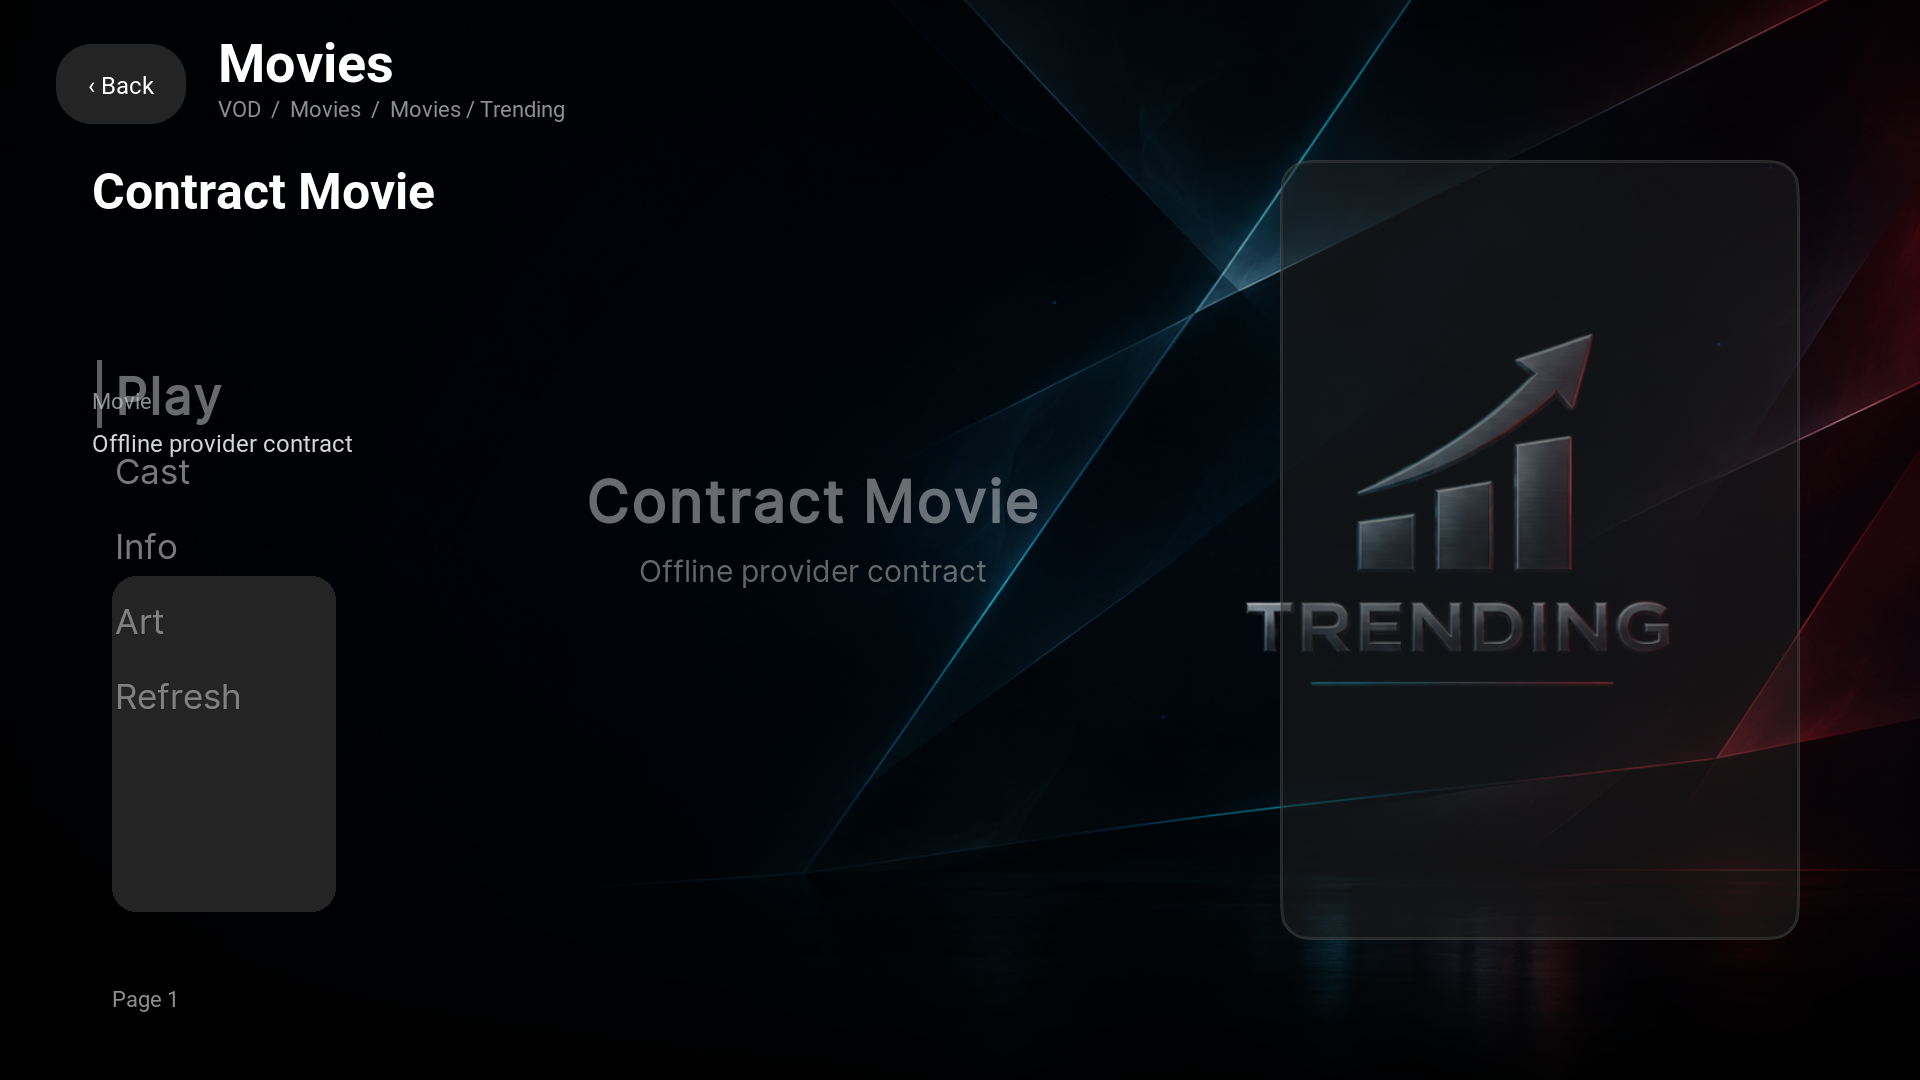 ‹ Back
Movies
VOD / Movies / Movies / Trending
Contract Movie
Play
Movie
Offline provider contract
Cast
Info
Art
Refresh
Contract Movie
Offline provider contract
TRENDING
Page 1